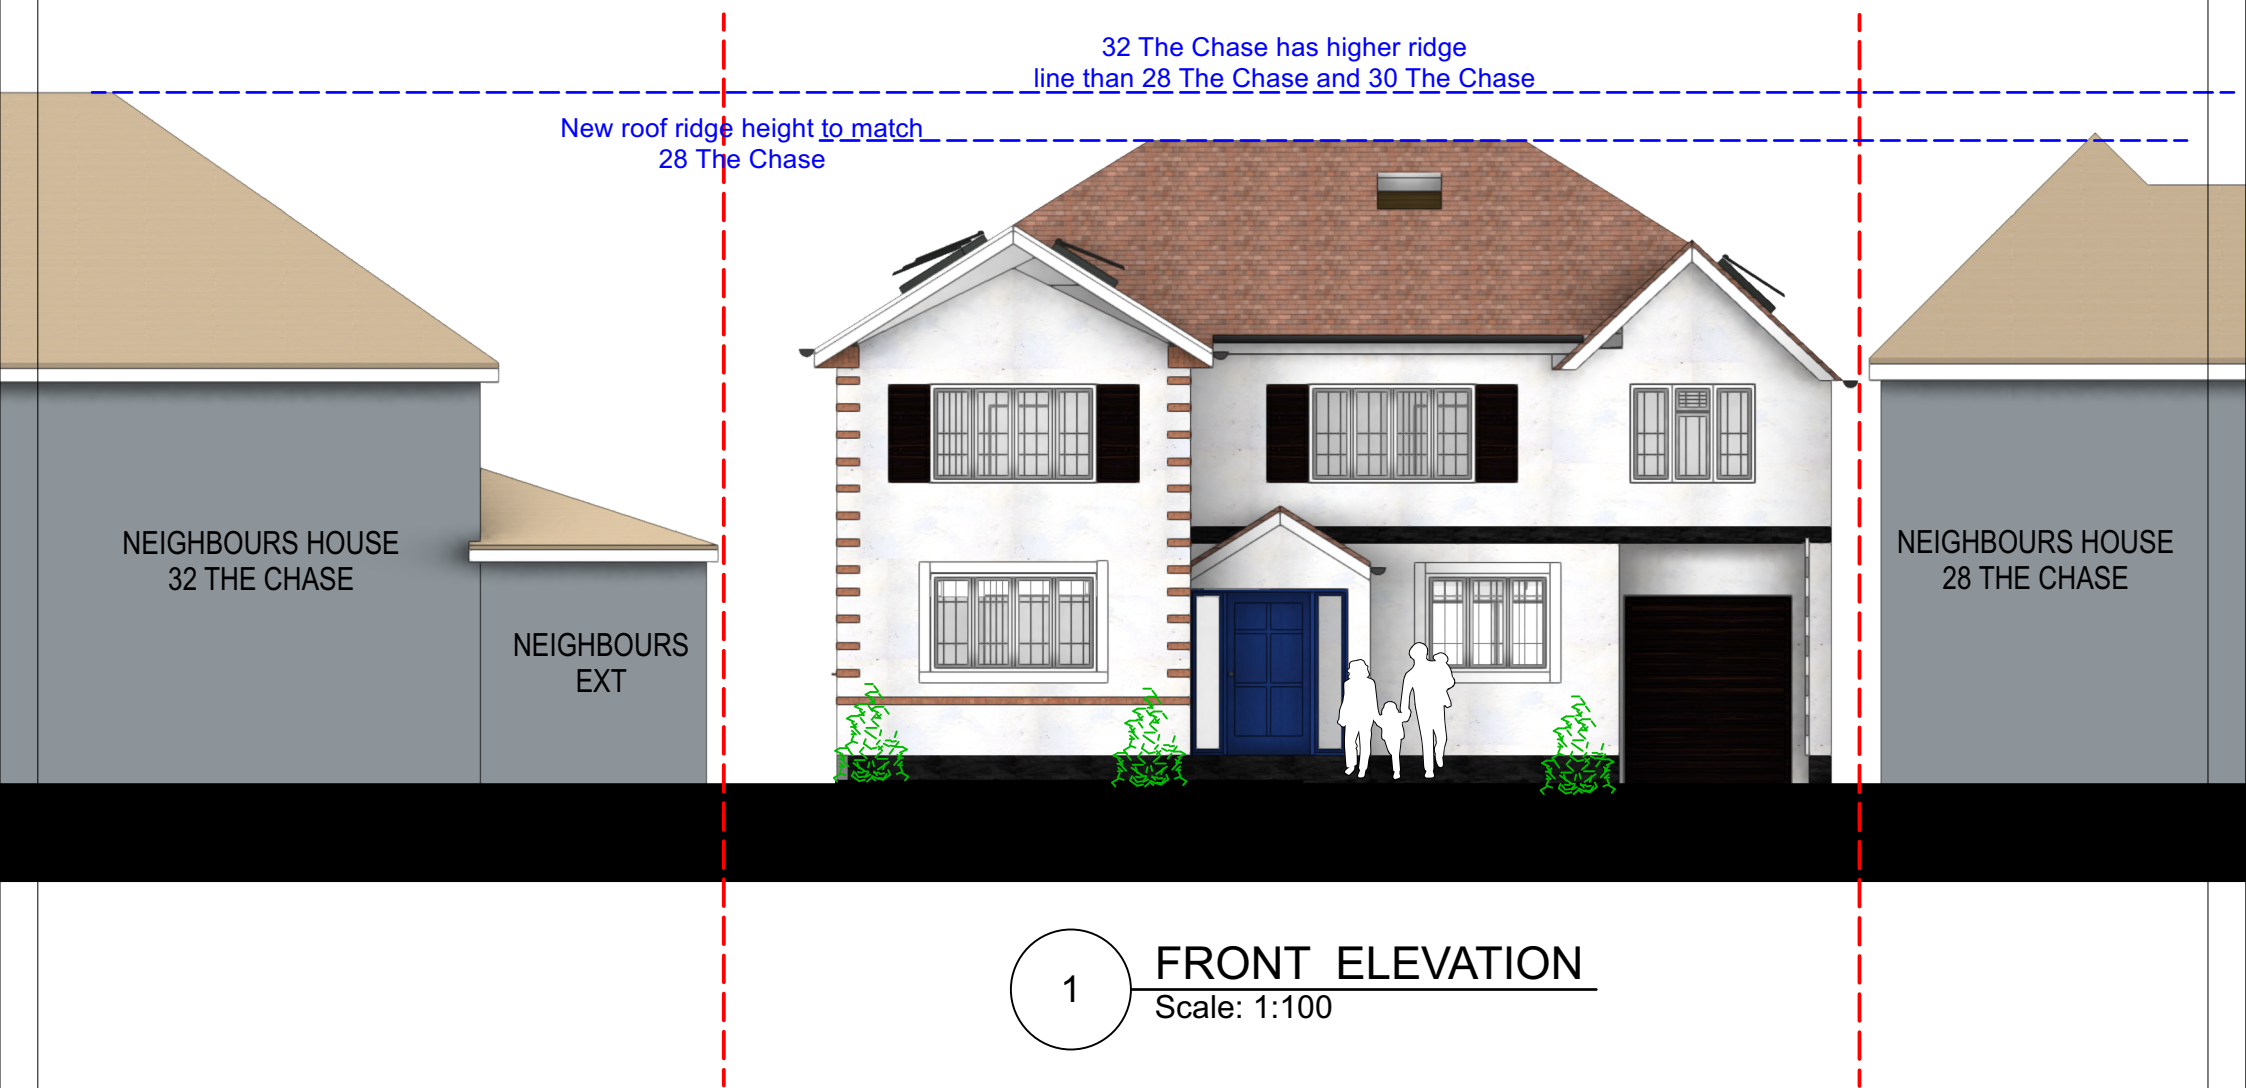 32 The Chase has higher ridge
line than 28 The Chase and 30 The Chase
New roof ridge height to match
28 The Chase
NEIGHBOURS HOUSE
32 THE CHASE
NEIGHBOURS
EXT
NEIGHBOURS HOUSE
28 THE CHASE
1
FRONT ELEVATION
Scale: 1:100